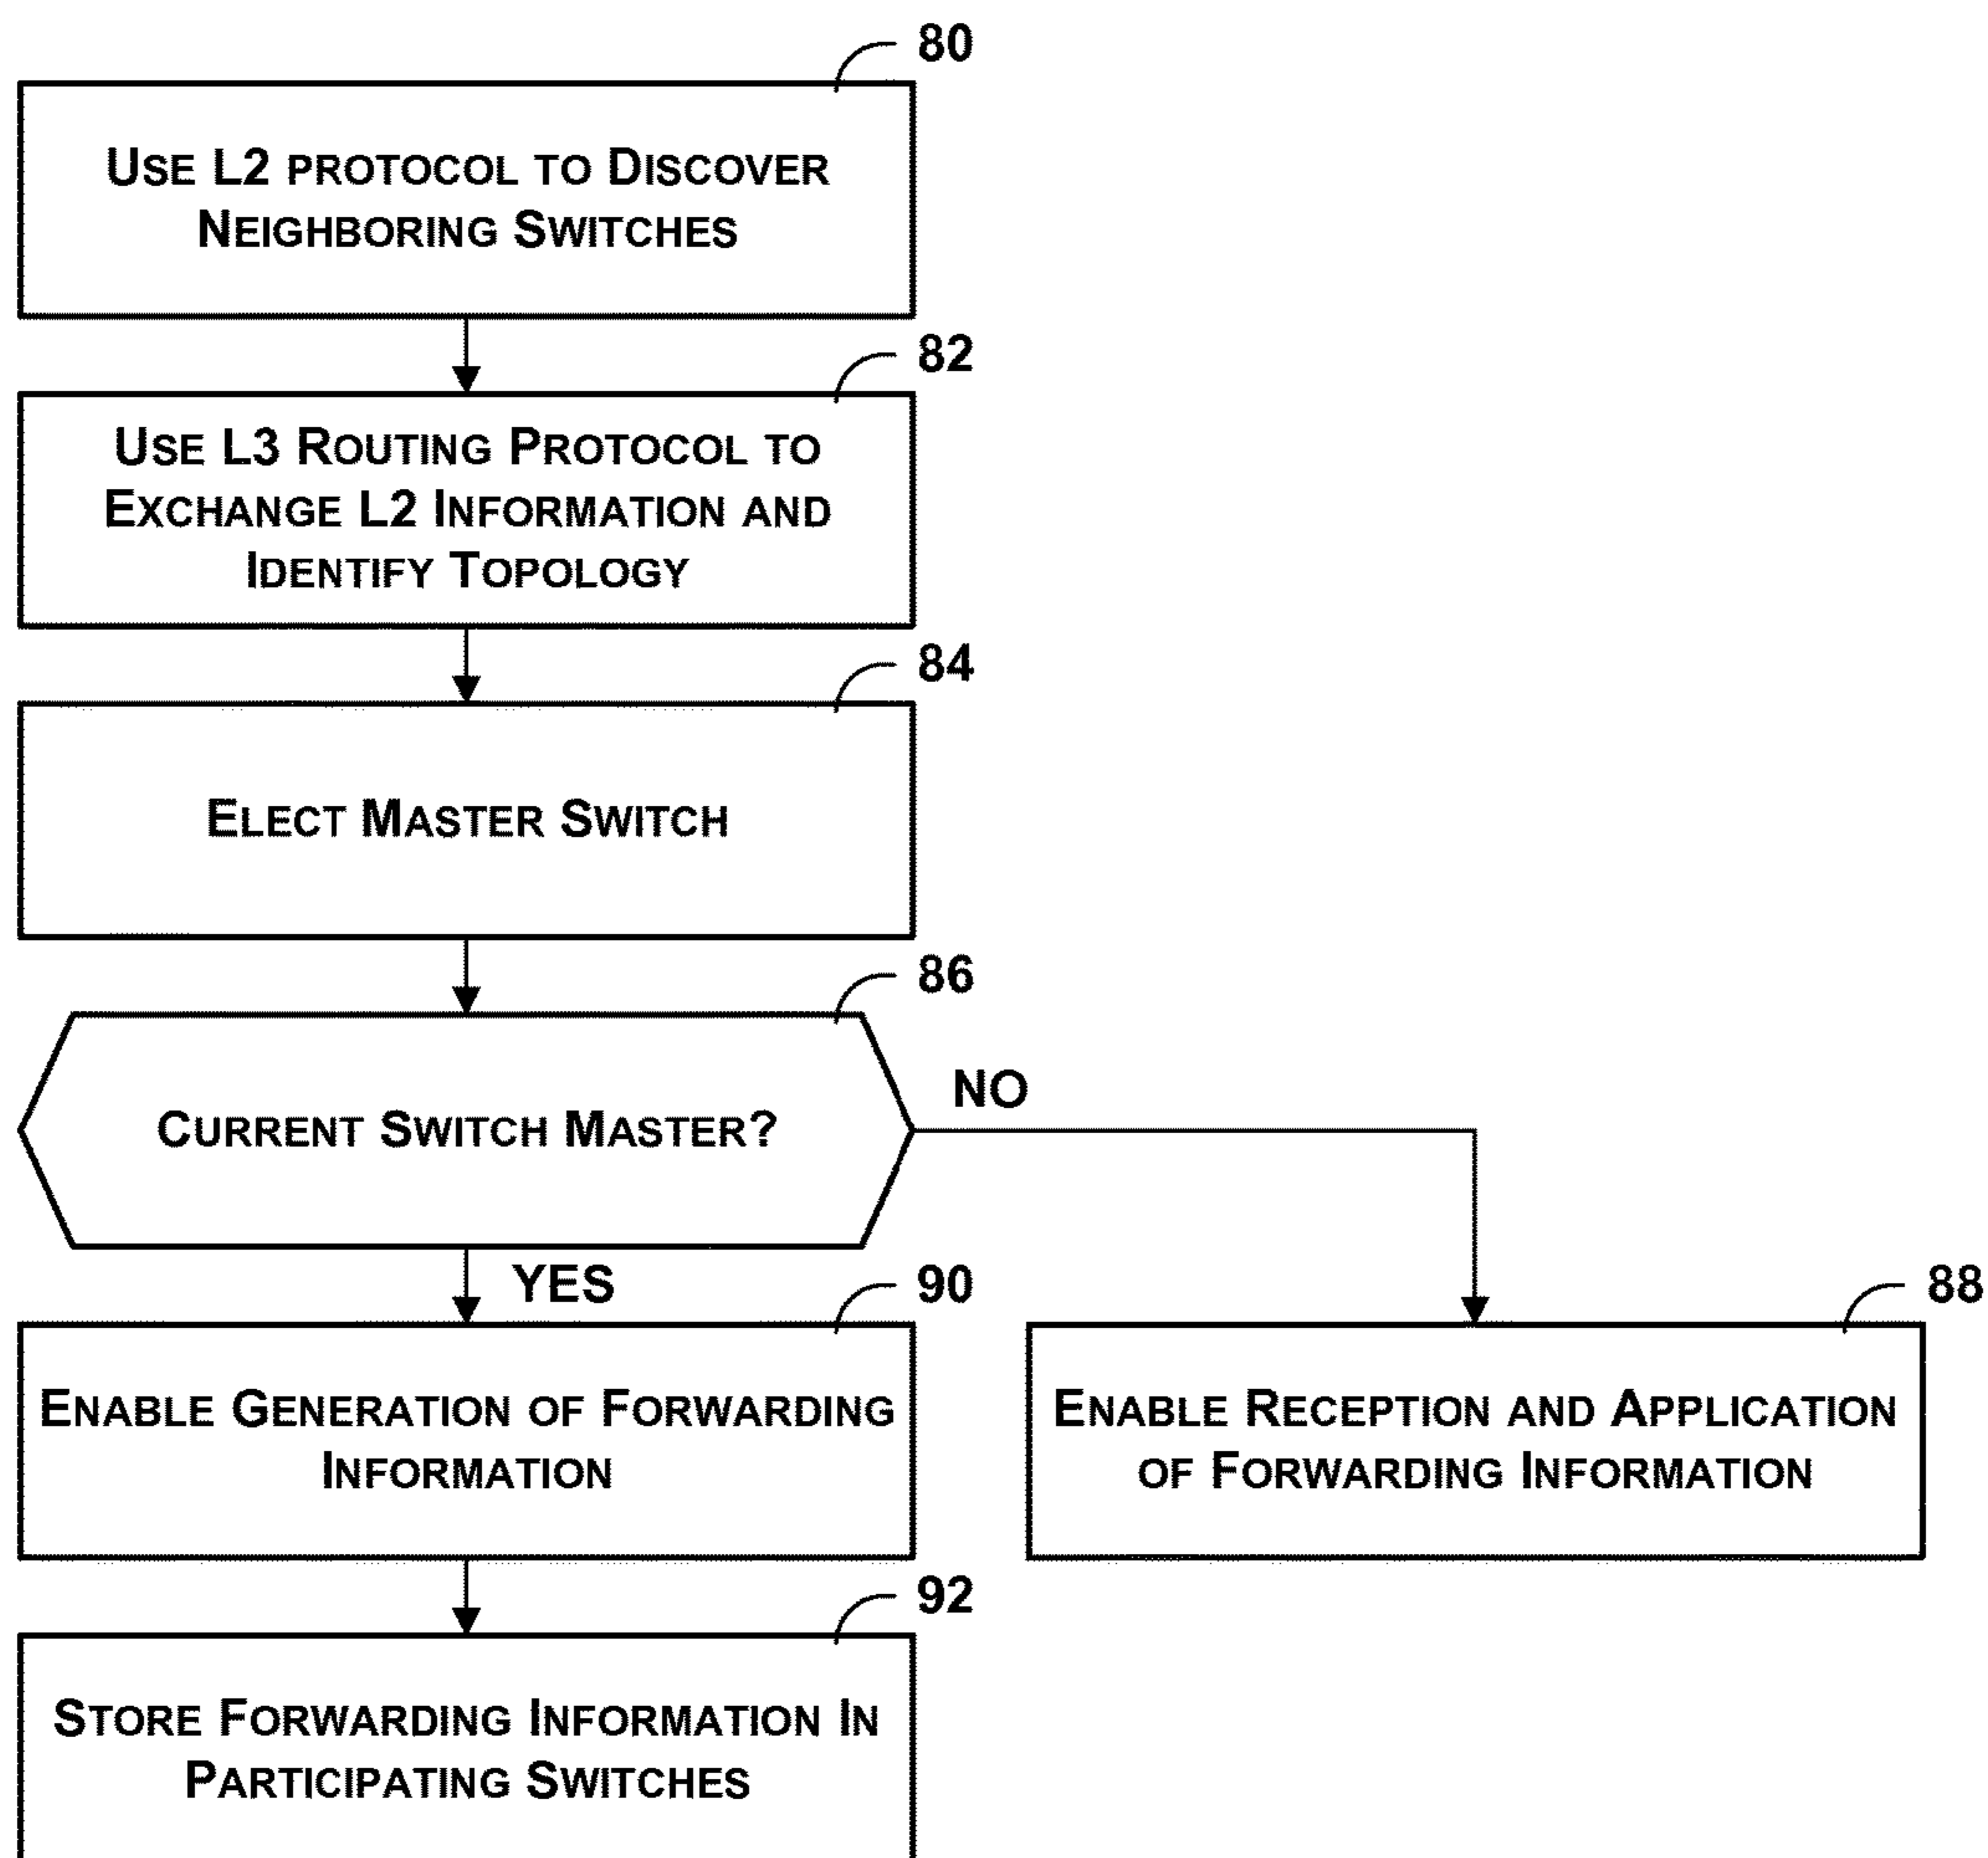 80
USE L2 PROTOCOL TO DISCOVER
NEIGHBORING SWITCHES
82
USE L3 ROUTING PROTOCOL TO
EXCHANGE L2 INFORMATION AND
IDENTIFY TOPOLOGY
84
ELECT MASTER SWITCH
86
CURRENT SWITCH MASTER?
NO
YES
90
ENABLE GENERATION OF FORWARDING
INFORMATION
88
ENABLE RECEPTION AND APPLICATION
OF FORWARDING INFORMATION
92
STORE FORWARDING INFORMATION IN
PARTICIPATING SWITCHES